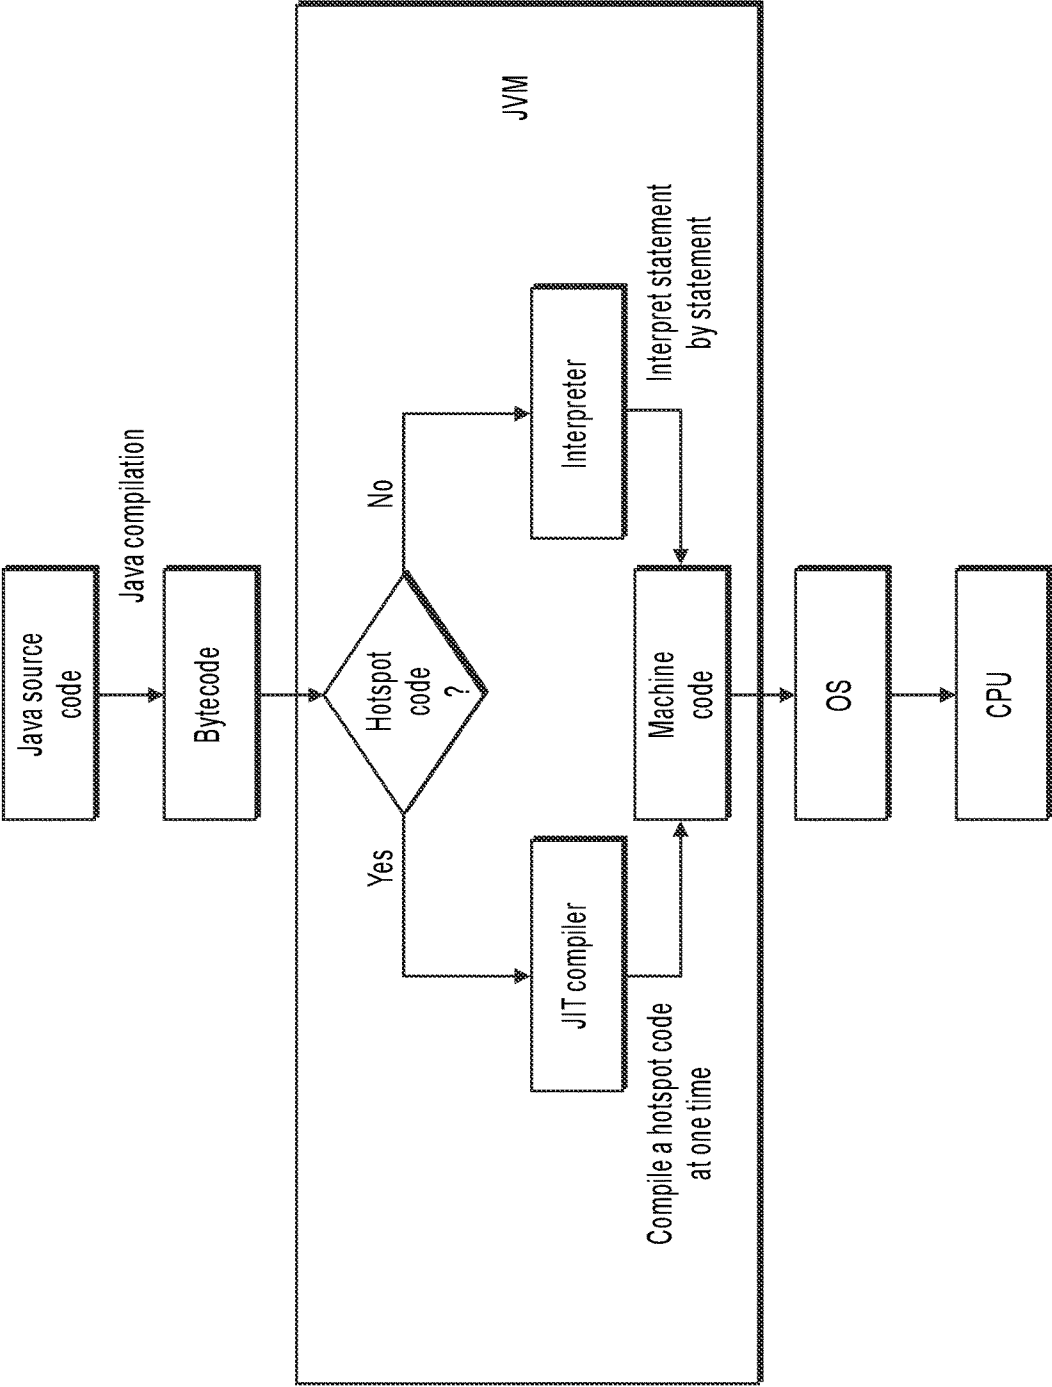 Java source
code
Java compilation
Bytecode
Hotspot
code
?
Yes
No
JIT compiler
Interpreter
Compile a hotspot code
at one time
Machine
code
Interpret statement
by statement
JVM
OS
CPU